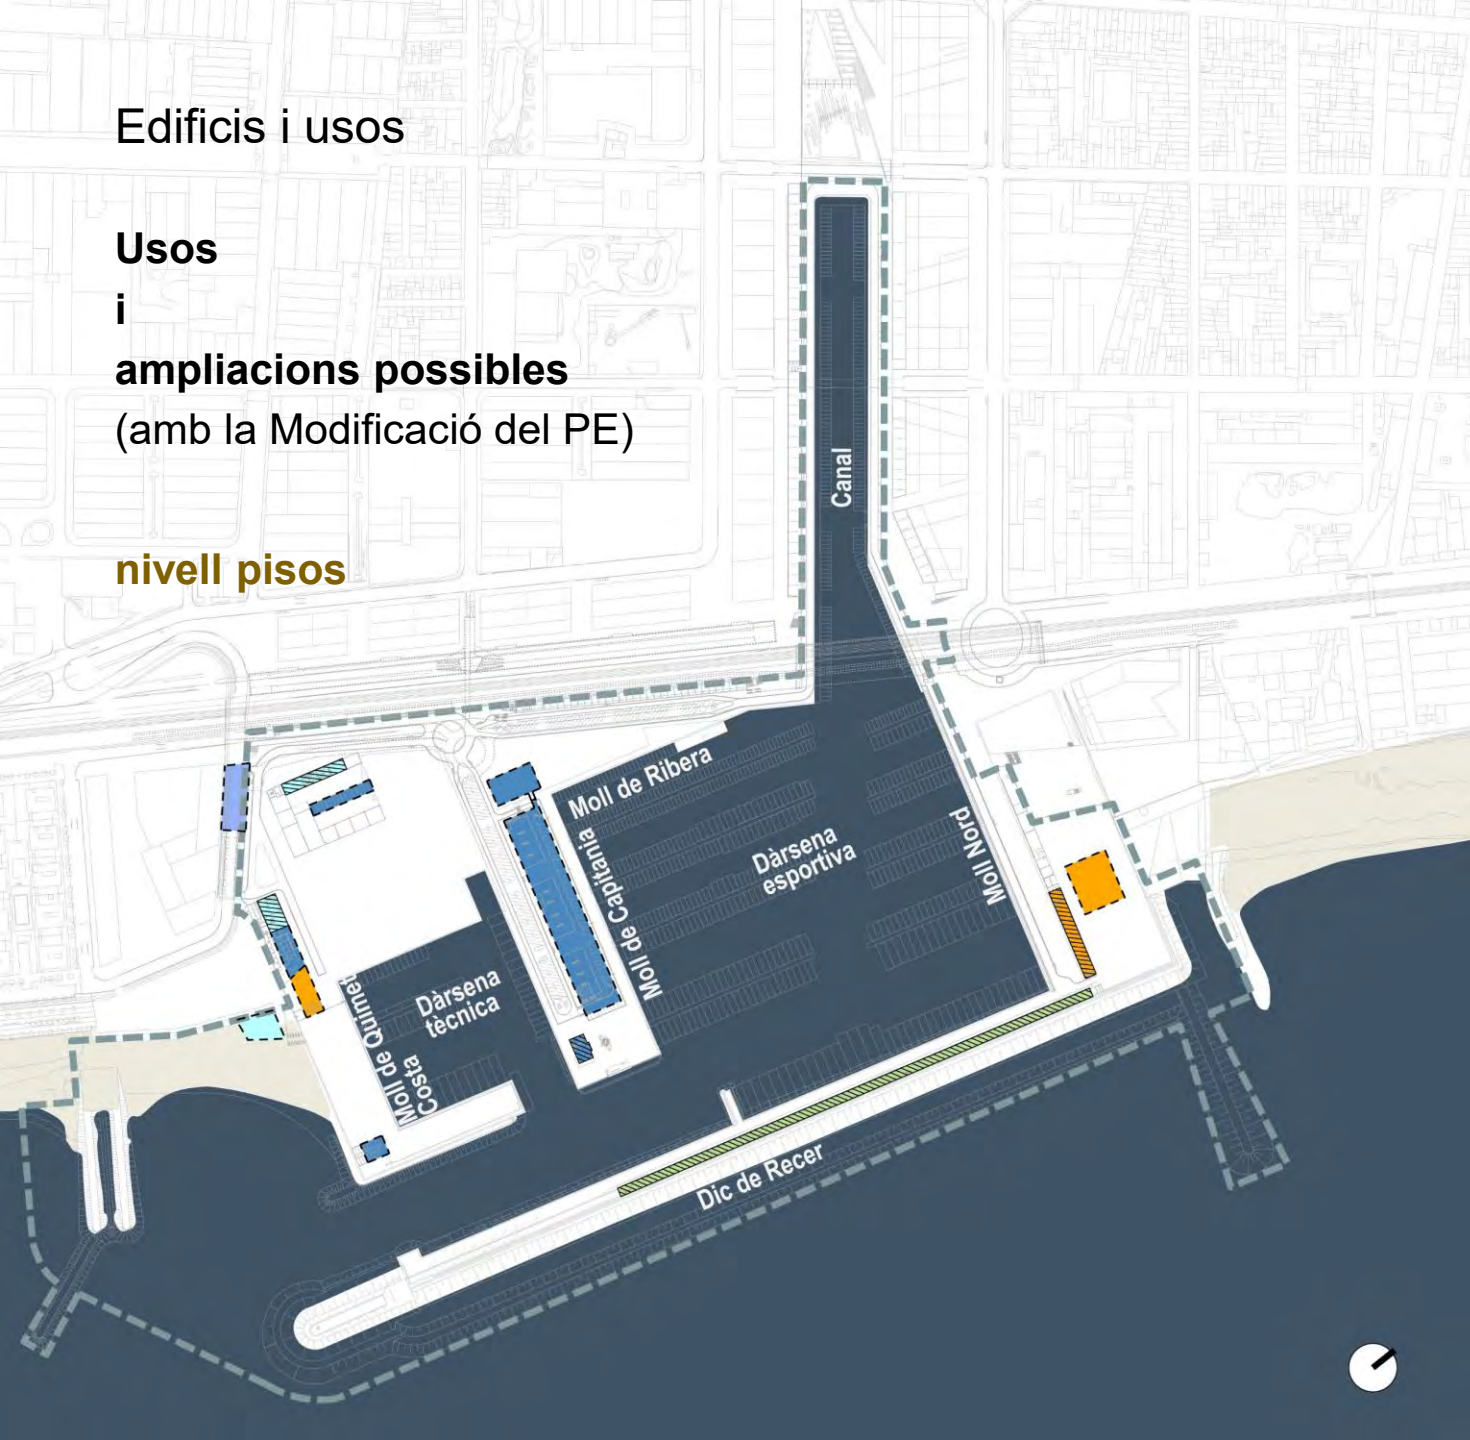 Edificis i usos
Usos
i
ampliacions possibles
(amb la Modificació del PE)
nivell pisos
Canal
Moll de Ribera
Moll de Capitania
Dàrsena
esportiva
Moll Nord
Dàrsena
tècnica
Moll de Quimet
Costa
Dic de Recer